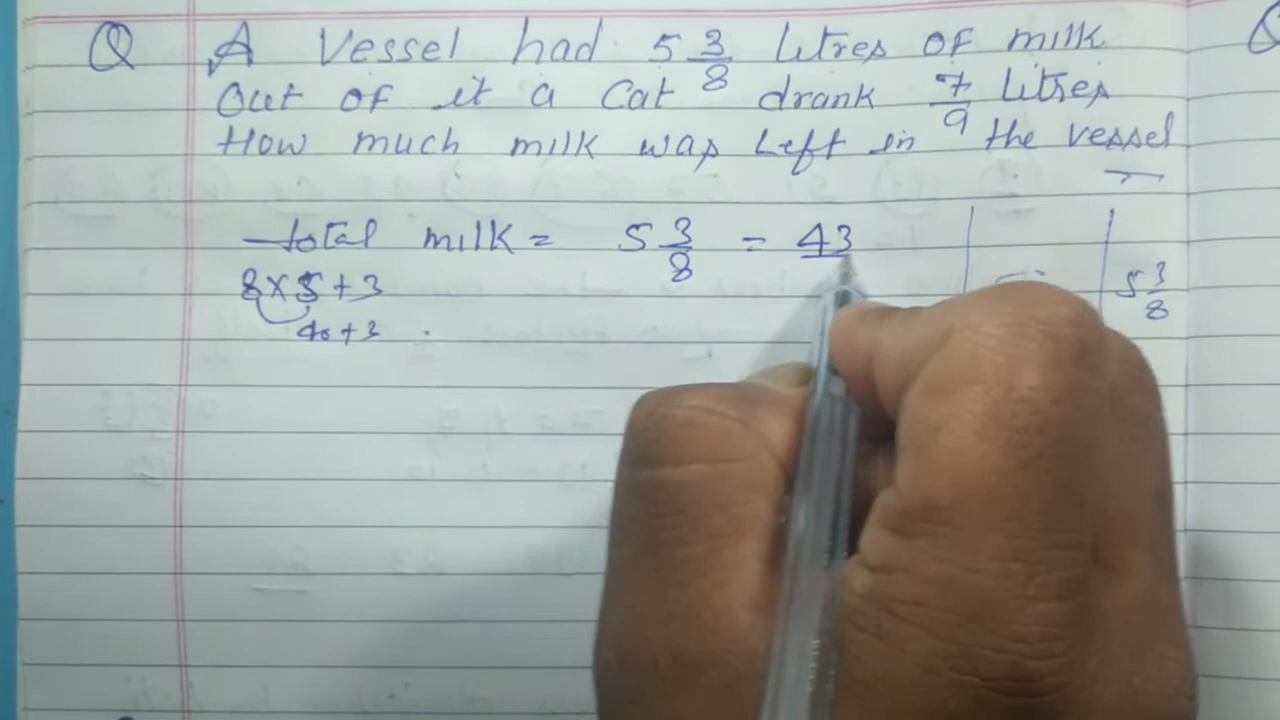 Q A Vessel had 5 3/8 litres of milk
Out of it a Cat drank 7/9 litres
How much milk was left in the vessel
total milk = 5 3/8 = 43
8×5+3
40+3
5 3/8